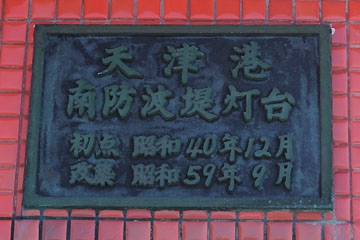 天津港
南防波堤灯台
初点 昭和40年12月
改築 昭和59年9月